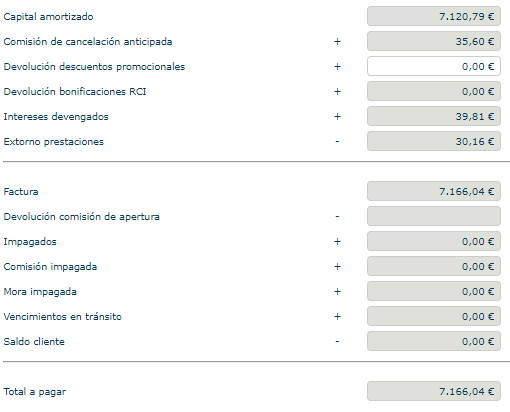 Capital amortizado 7.120,79 €
Comisión de cancelación anticipada + 35,60 €
Devolución descuentos promocionales + 0,00 €
Devolución bonificaciones RCI + 0,00 €
Intereses devengados + 39,81 €
Extorno prestaciones - 30,16 €
Factura 7.166,04 €
Devolución comisión de apertura -
Impagados + 0,00 €
Comisión impagada + 0,00 €
Mora impagada + 0,00 €
Vencimientos en tránsito + 0,00 €
Saldo cliente - 0,00 €
Total a pagar 7.166,04 €